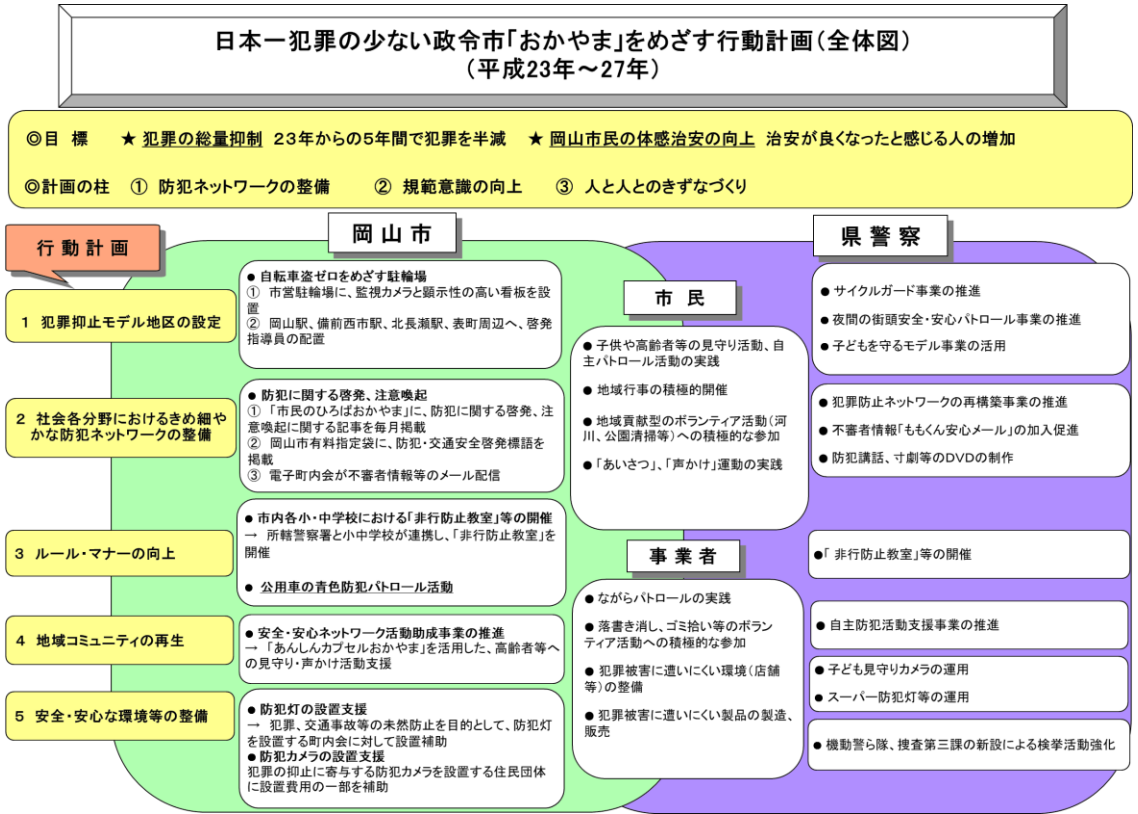 日本一犯罪の少ない政令市「おかやま」をめざす行動計画(全体図)
(平成23年～27年)
◎目 標 ★ 犯罪の総量抑制 23年からの5年間で犯罪を半減 ★ 岡山市民の体感治安の向上 治安が良くなったと感じる人の増加
◎計画の柱 ① 防犯ネットワークの整備 ② 規範意識の向上 ③ 人と人とのきずなづくり
行動計画
1 犯罪抑止モデル地区の設定
2 社会各分野におけるきめ細や
かな防犯ネットワークの整備
3 ルール・マナーの向上
4 地域コミュニティの再生
5 安全・安心な環境等の整備
岡山市
● 自転車盗ゼロをめざす駐輪場
① 市営駐輪場に、監視カメラと顕示性の高い看板を設
置
② 岡山駅、備前西市駅、北長瀬駅、表町周辺へ、啓発
指導員の配置
● 防犯に関する啓発、注意喚起
① 「市民のひろばおかやま」に、防犯に関する啓発、注
意喚起に関する記事を毎月掲載
② 岡山市有料指定袋に、防犯・交通安全啓発標語を
掲載
③ 電子町内会が不審者情報等のメール配信
● 市内各小・中学校における「非行防止教室」等の開催
→ 所轄警察署と小中学校が連携し、「非行防止教室」を
開催
● 公用車の青色防犯パトロール活動
● 安全・安心ネットワーク活動助成事業の推進
→ 「あんしんカプセルおかやま」を活用した、高齢者等へ
の見守り・声かけ活動支援
● 防犯灯の設置支援
→ 犯罪、交通事故等の未然防止を目的として、防犯灯
を設置する町内会に対して設置補助
● 防犯カメラの設置支援
犯罪の抑止に寄与する防犯カメラを設置する住民団体
に設置費用の一部を補助
市民
● 子供や高齢者等の見守り活動、自
主パトロール活動の実践
● 地域行事の積極的開催
● 地域貢献型のボランティア活動(河
川、公園清掃等)への積極的な参加
● 「あいさつ」、「声かけ」運動の実践
事業者
● ながらパトロールの実践
● 落書き消し、ゴミ拾い等のボラン
ティア活動への積極的な参加
● 犯罪被害に遭いにくい環境(店舗
等)の整備
● 犯罪被害に遭いにくい製品の製造、
販売
県警察
● サイクルガード事業の推進
● 夜間の街頭安全・安心パトロール事業の推進
● 子どもを守るモデル事業の活用
● 犯罪防止ネットワークの再構築事業の推進
● 不審者情報「ももくん安心メール」の加入促進
● 防犯講話、寸劇等のDVDの制作
●「 非行防止教室」等の開催
● 自主防犯活動支援事業の推進
● 子ども見守りカメラの運用
● スーパー防犯灯等の運用
● 機動警ら隊、捜査第三課の新設による検挙活動強化